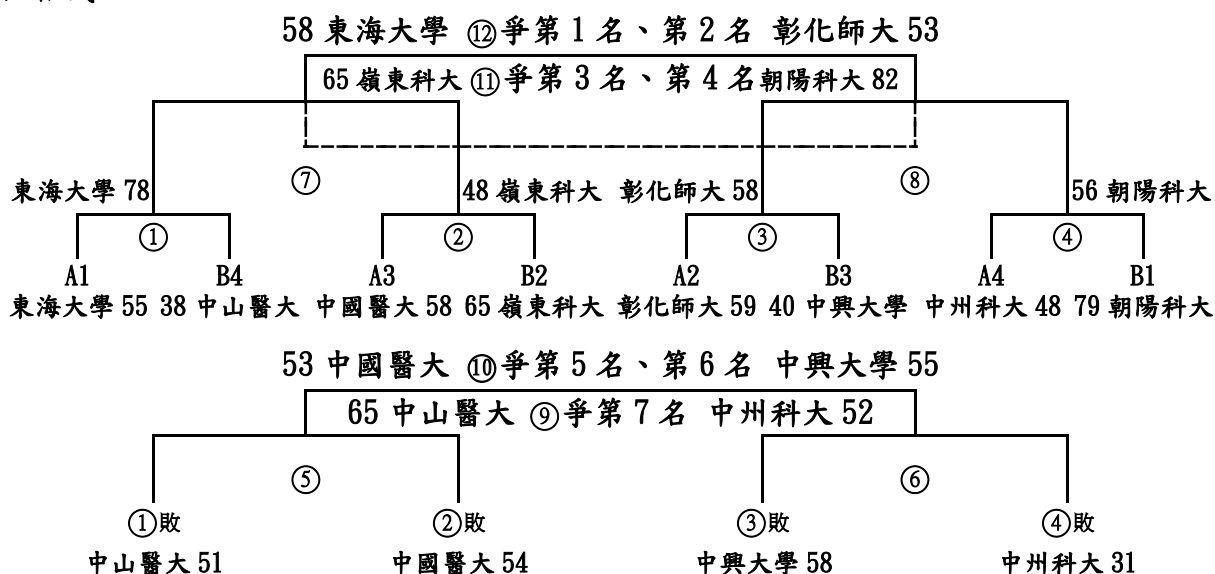 58 東海大學 ⑫爭第 1 名、第 2 名 彰化師大 53
65 嶺東科大 ⑪爭第 3 名、第 4 名朝陽科大 82
⑦ ⑧
東海大學 78 48 嶺東科大 彰化師大 58 56 朝陽科大
① ② ③ ④
A1 B4 A3 B2 A2 B3 A4 B1
東海大學 55 38 中山醫大 中國醫大 58 65 嶺東科大 彰化師大 59 40 中興大學 中州科大 48 79 朝陽科大
53 中國醫大 ⑩爭第 5 名、第 6 名 中興大學 55
65 中山醫大 ⑨爭第 7 名 中州科大 52
⑤ ⑥
①敗 ②敗 ③敗 ④敗
中山醫大 51 中國醫大 54 中興大學 58 中州科大 31